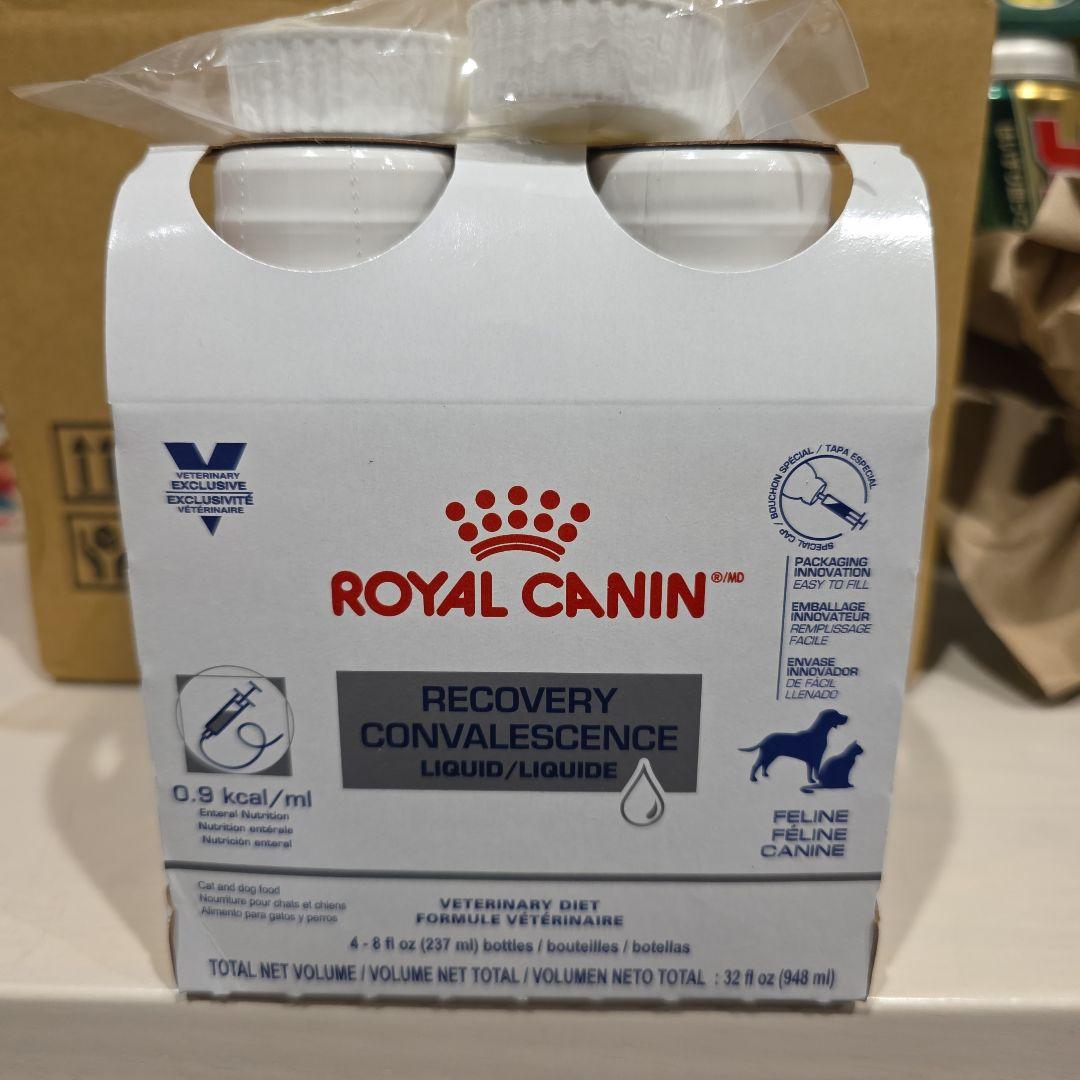 VETERINARY
EXCLUSIVE
EXCLUSIVITÉ
VÉTÉRINAIRE
SPECIAL CAP / BOUCHON SPÉCIAL / TAPA ESPECIAL
ROYAL CANIN®/MD
PACKAGING
INNOVATION
EASY TO FILL
EMBALLAGE
INNOVATEUR
REMPLISSAGE
FACILE
ENVASE
INNOVADOR
DE FÁCIL
LLENADO
RECOVERY
CONVALESCENCE
LIQUID/LIQUIDE
0.9 kcal/ml
Enteral Nutrition
Nutrition entérale
Nutrición enteral
FELINE
FÉLINE
CANINE
Cat and dog food
Nourriture pour chats et chiens
Alimento para gatos y perros
VETERINARY DIET
FORMULE VÉTÉRINAIRE
4 - 8 fl oz (237 ml) bottles / bouteilles / botellas
TOTAL NET VOLUME / VOLUME NET TOTAL / VOLUMEN NETO TOTAL : 32 fl oz (948 ml)